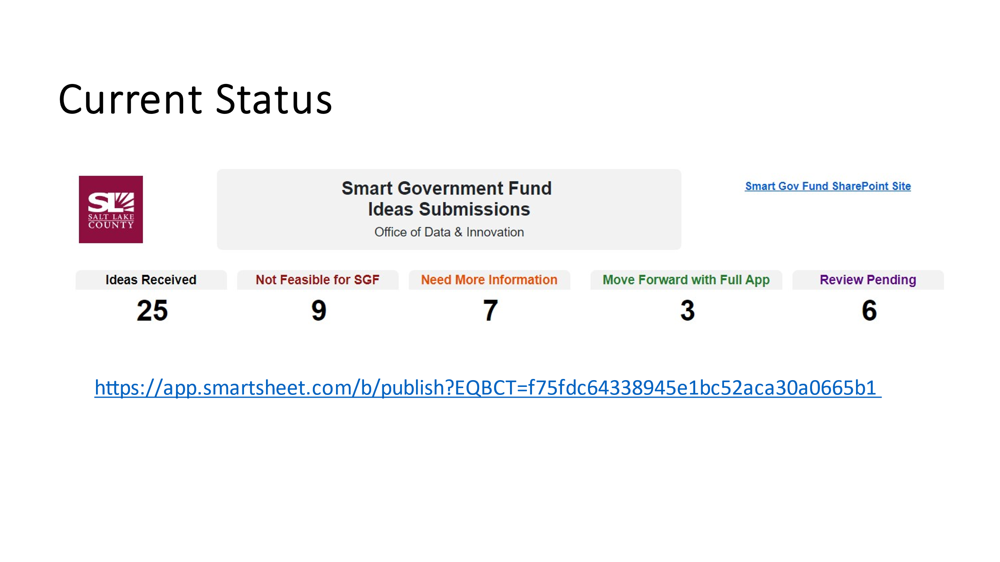 Current Status
SL
SALT LAKE
COUNTY
Smart Government Fund
Ideas Submissions
Office of Data & Innovation
Smart Gov Fund SharePoint Site
Ideas Received
Not Feasible for SGF
Need More Information
Move Forward with Full App
Review Pending
25
9
7
3
6
https://app.smartsheet.com/b/publish?EQBCT=f75fdc64338945e1bc52aca30a0665b1